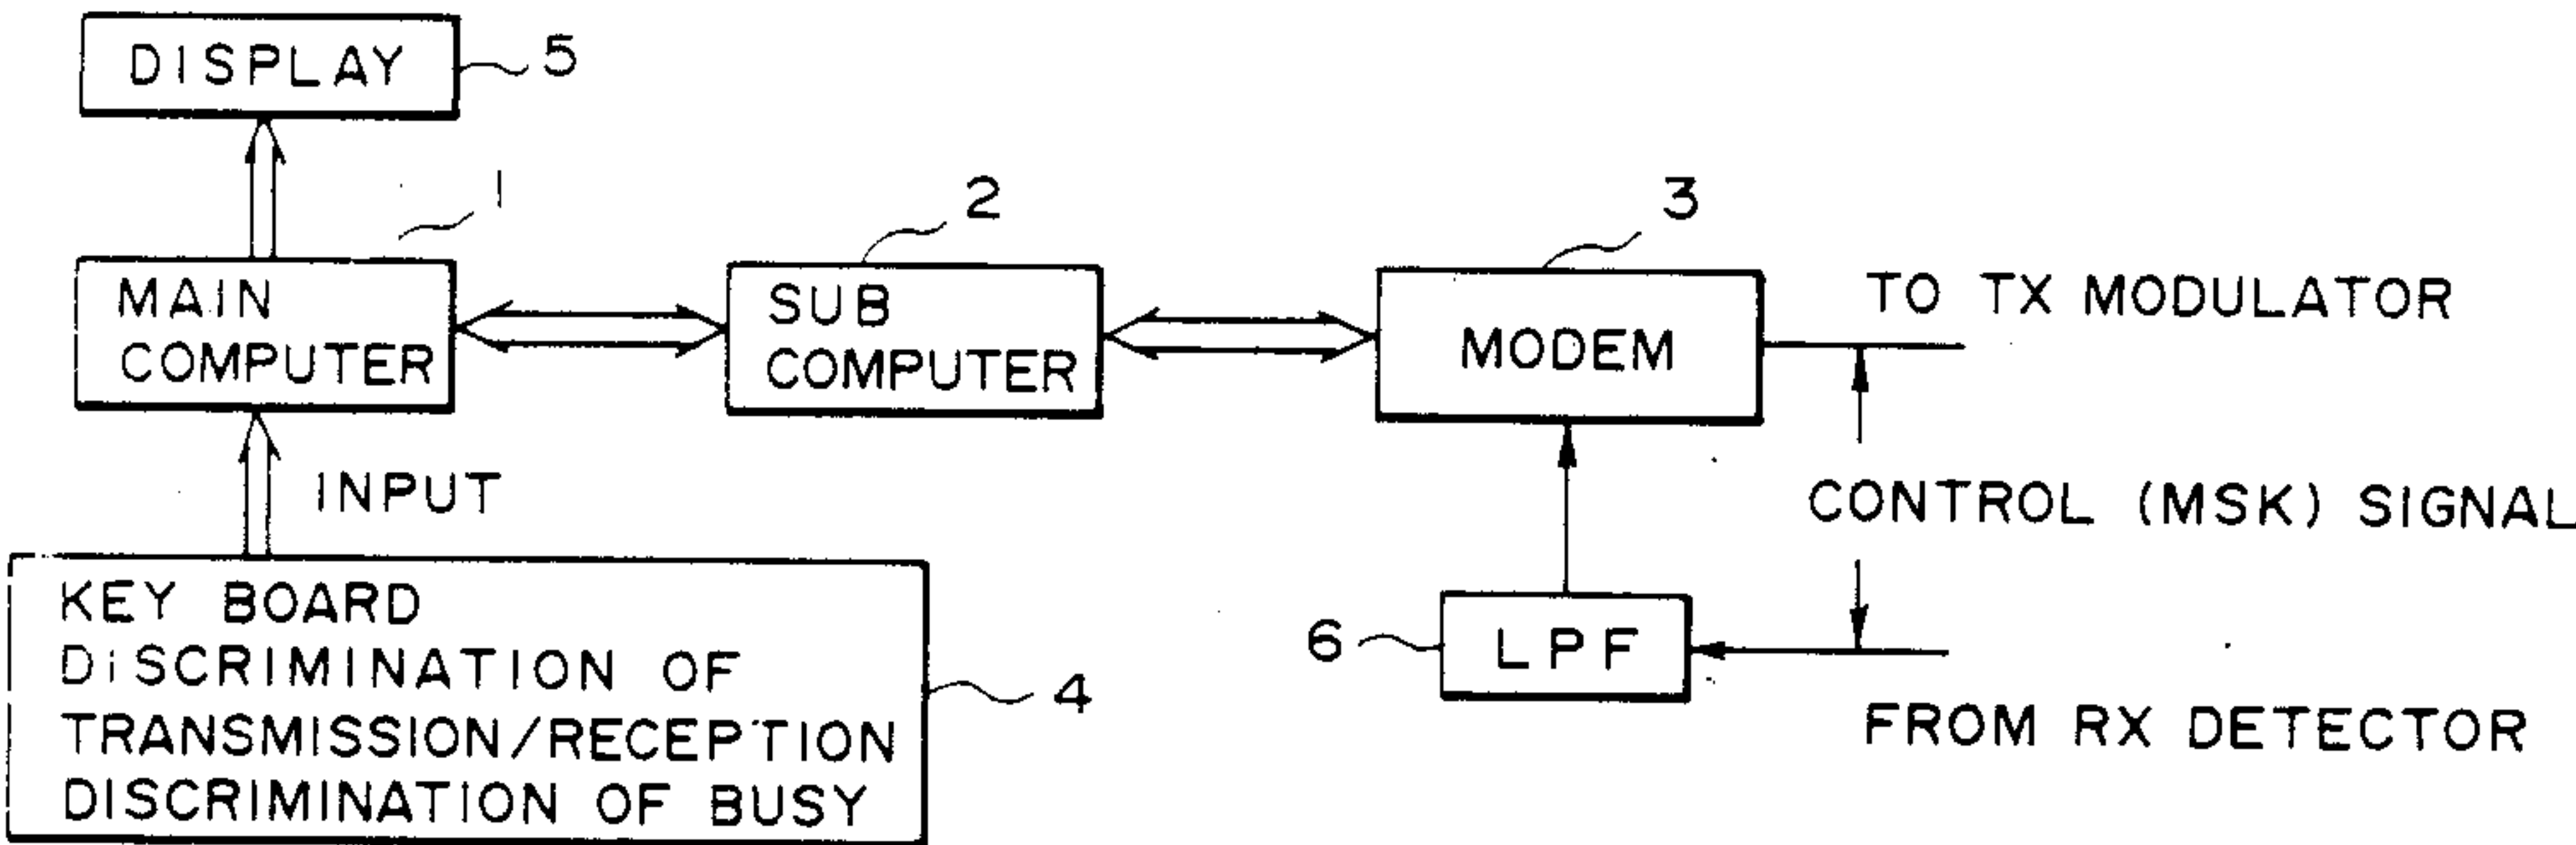 DISPLAY
5
1
2
3
MAIN
COMPUTER
SUB
COMPUTER
MODEM
TO TX MODULATOR
INPUT
CONTROL (MSK) SIGNAL
KEY BOARD
DISCRIMINATION OF
TRANSMISSION/RECEPTION
DISCRIMINATION OF BUSY
4
6
LPF
FROM RX DETECTOR